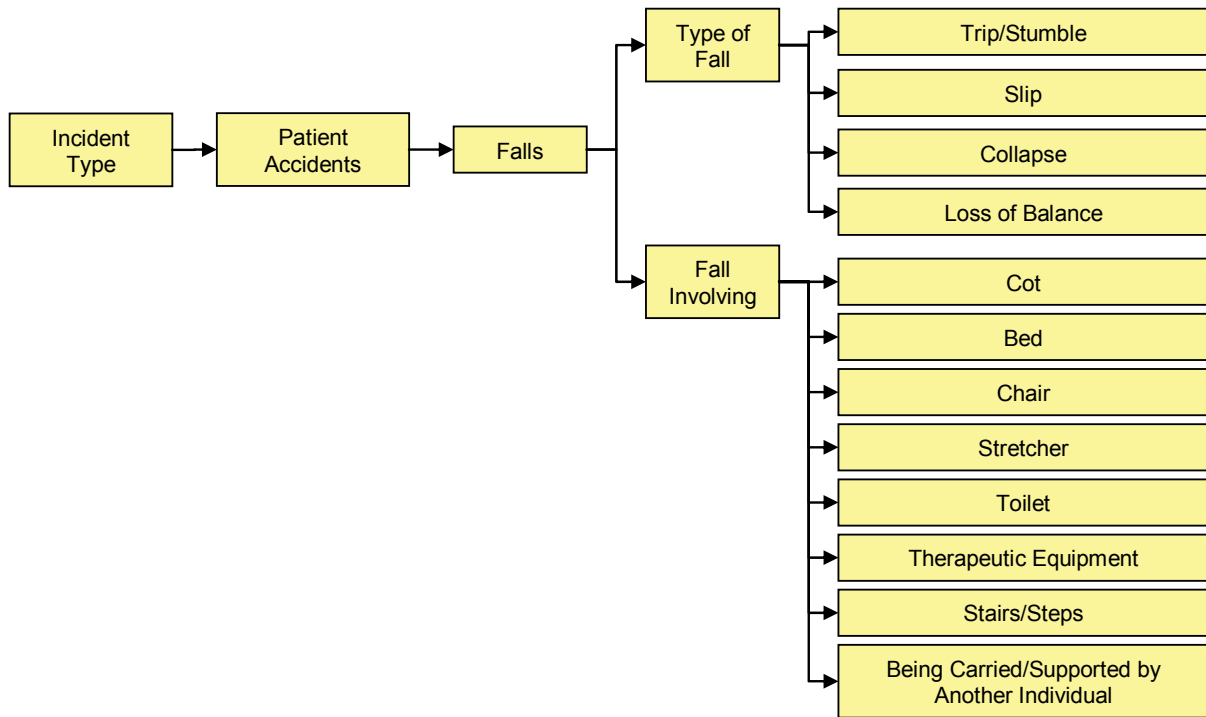 Incident
Type
Patient
Accidents
Falls
Type of
Fall
Trip/Stumble
Slip
Collapse
Loss of Balance
Fall
Involving
Cot
Bed
Chair
Stretcher
Toilet
Therapeutic Equipment
Stairs/Steps
Being Carried/Supported by
Another Individual